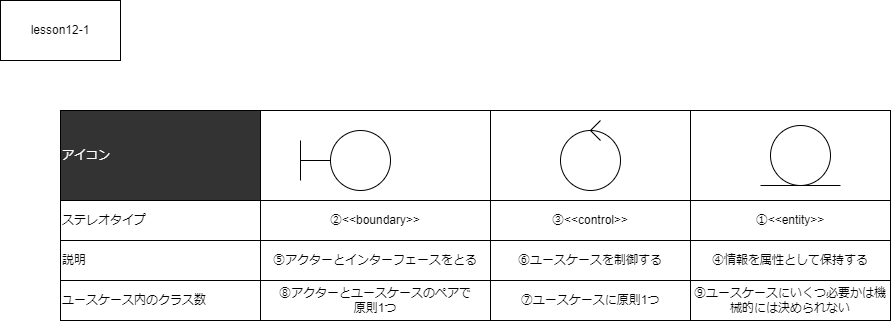 lesson12-1
アイコン
ステレオタイプ
②<<boundary>>
③<<control>>
①<<entity>>
説明
⑤アクターとインターフェースをとる
⑥ユースケースを制御する
④情報を属性として保持する
ユースケース内のクラス数
⑧アクターとユースケースのペアで
原則1つ
⑦ユースケースに原則1つ
⑨ユースケースにいくつ必要かは機
械的には決められない